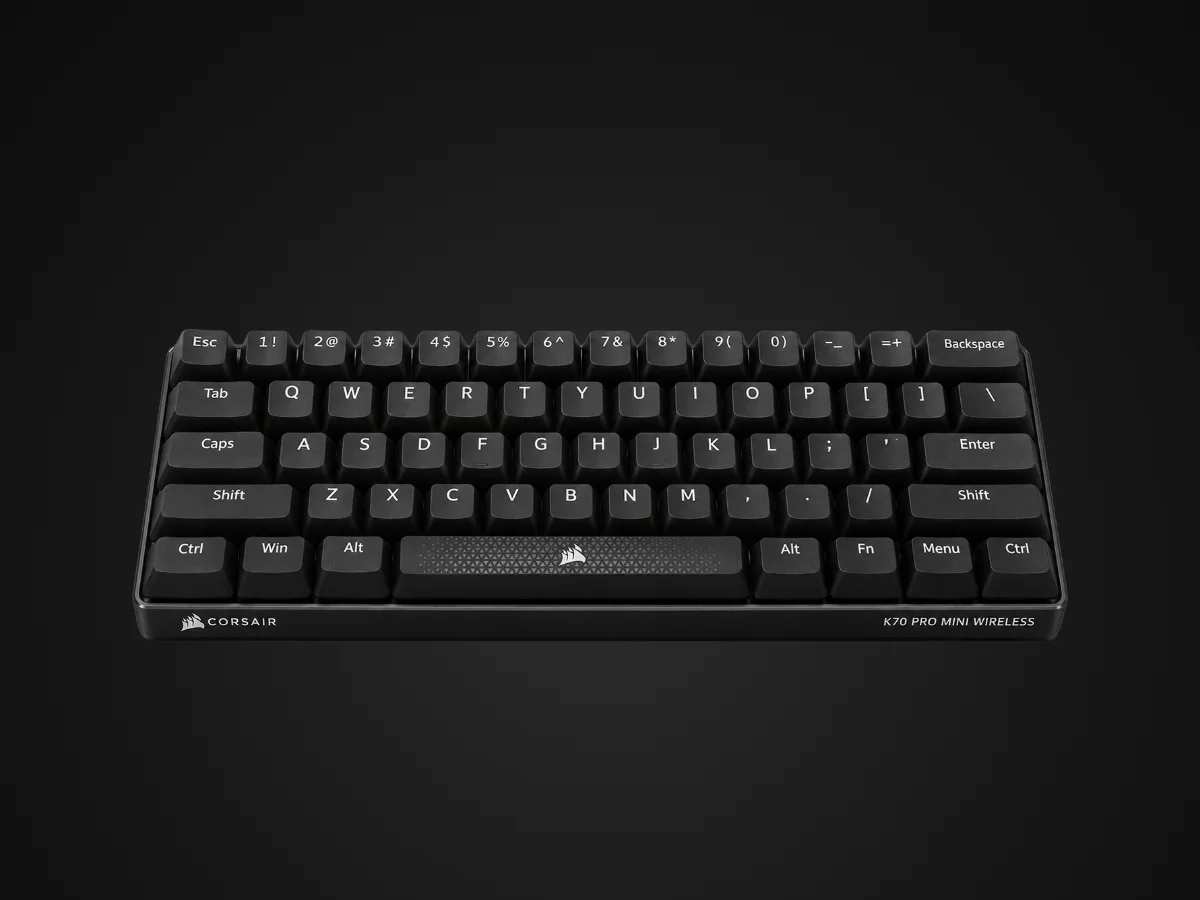 Esc 1! 2@ 3# 4$ 5% 6^ 7& 8* 9( 0) -_ =+ Backspace
Tab Q W E R T Y U I O P [ ] \
Caps A S D F G H J K L ; ' Enter
Shift Z X C V B N M , . / Shift
Ctrl Win Alt Alt Fn Menu Ctrl
CORSAIR K70 PRO MINI WIRELESS